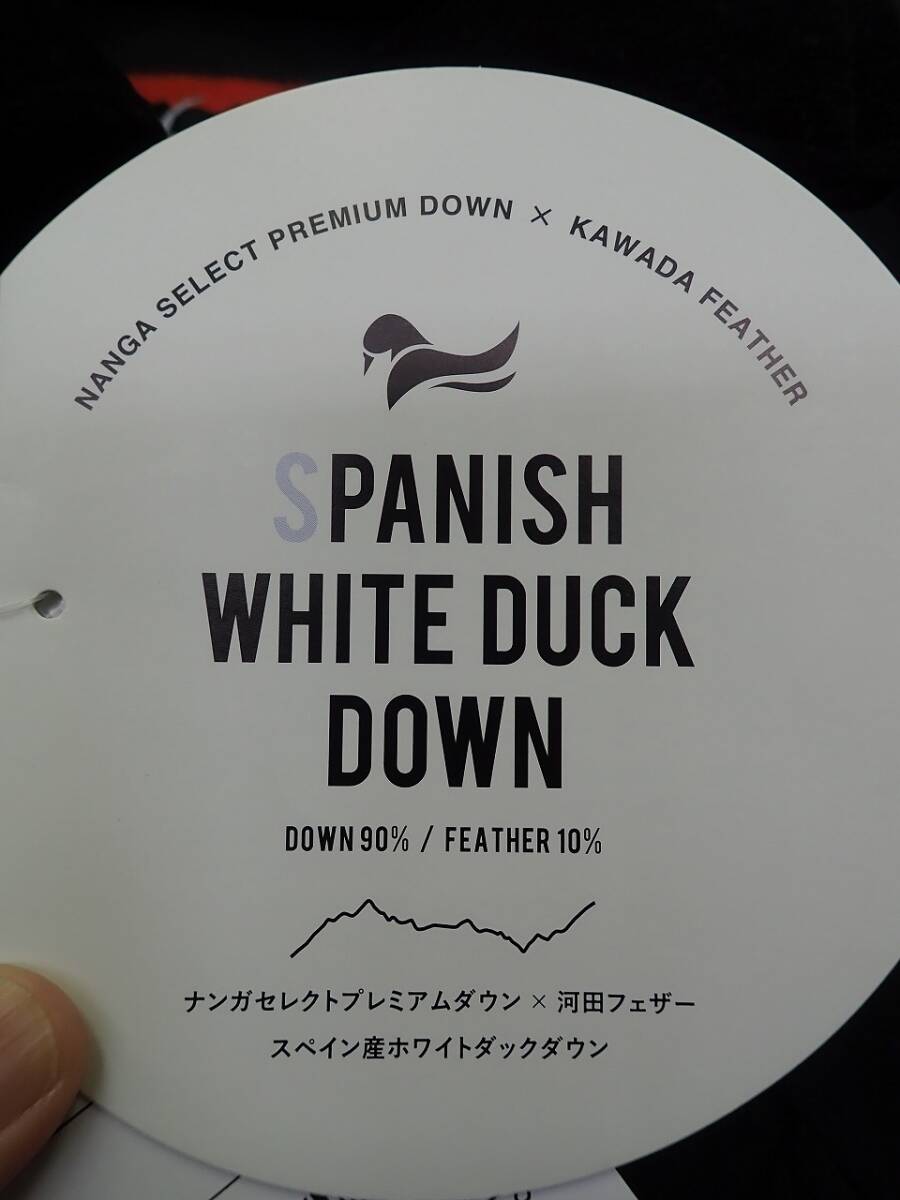 NANGA SELECT PREMIUM DOWN × KAWADA FEATHER
SPANISH
WHITE DUCK
DOWN
DOWN 90% / FEATHER 10%
ナンガセレクトプレミアムダウン × 河田フェザー
スペイン産ホワイトダックダウン